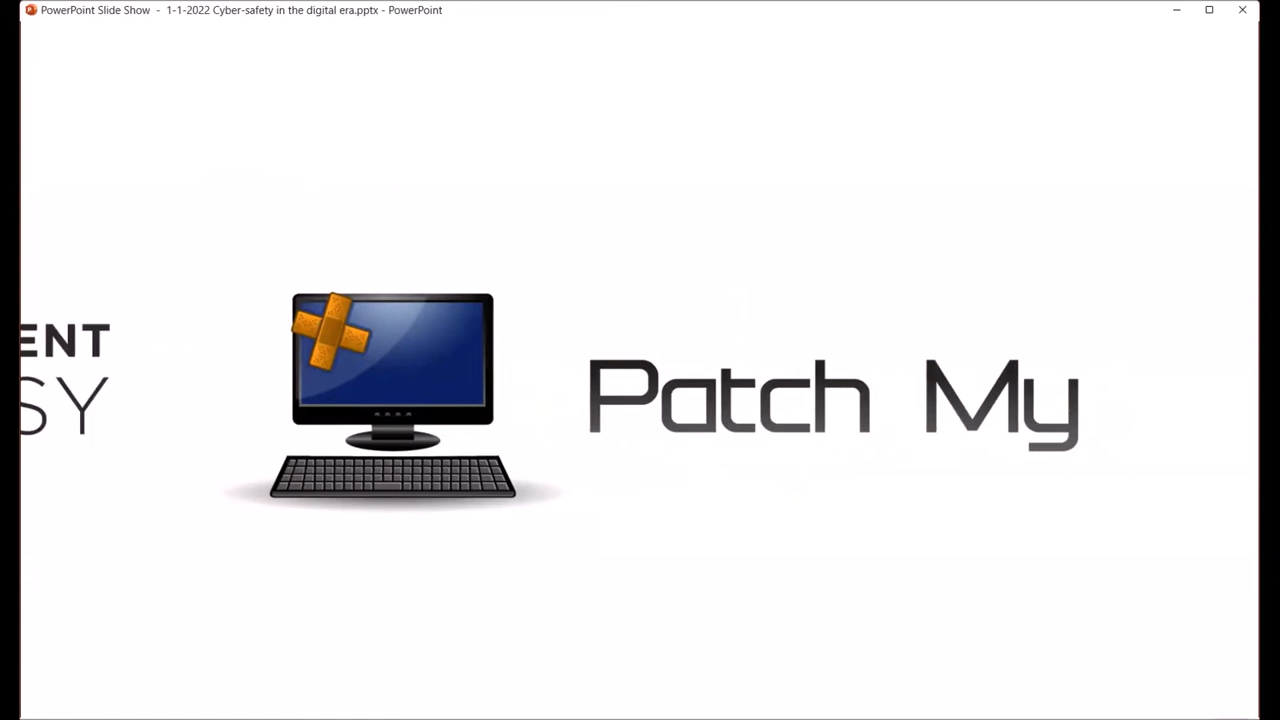 PowerPoint Slide Show - 1-1-2022 Cyber-safety in the digital era.pptx - PowerPoint
ENT
SY
Patch My